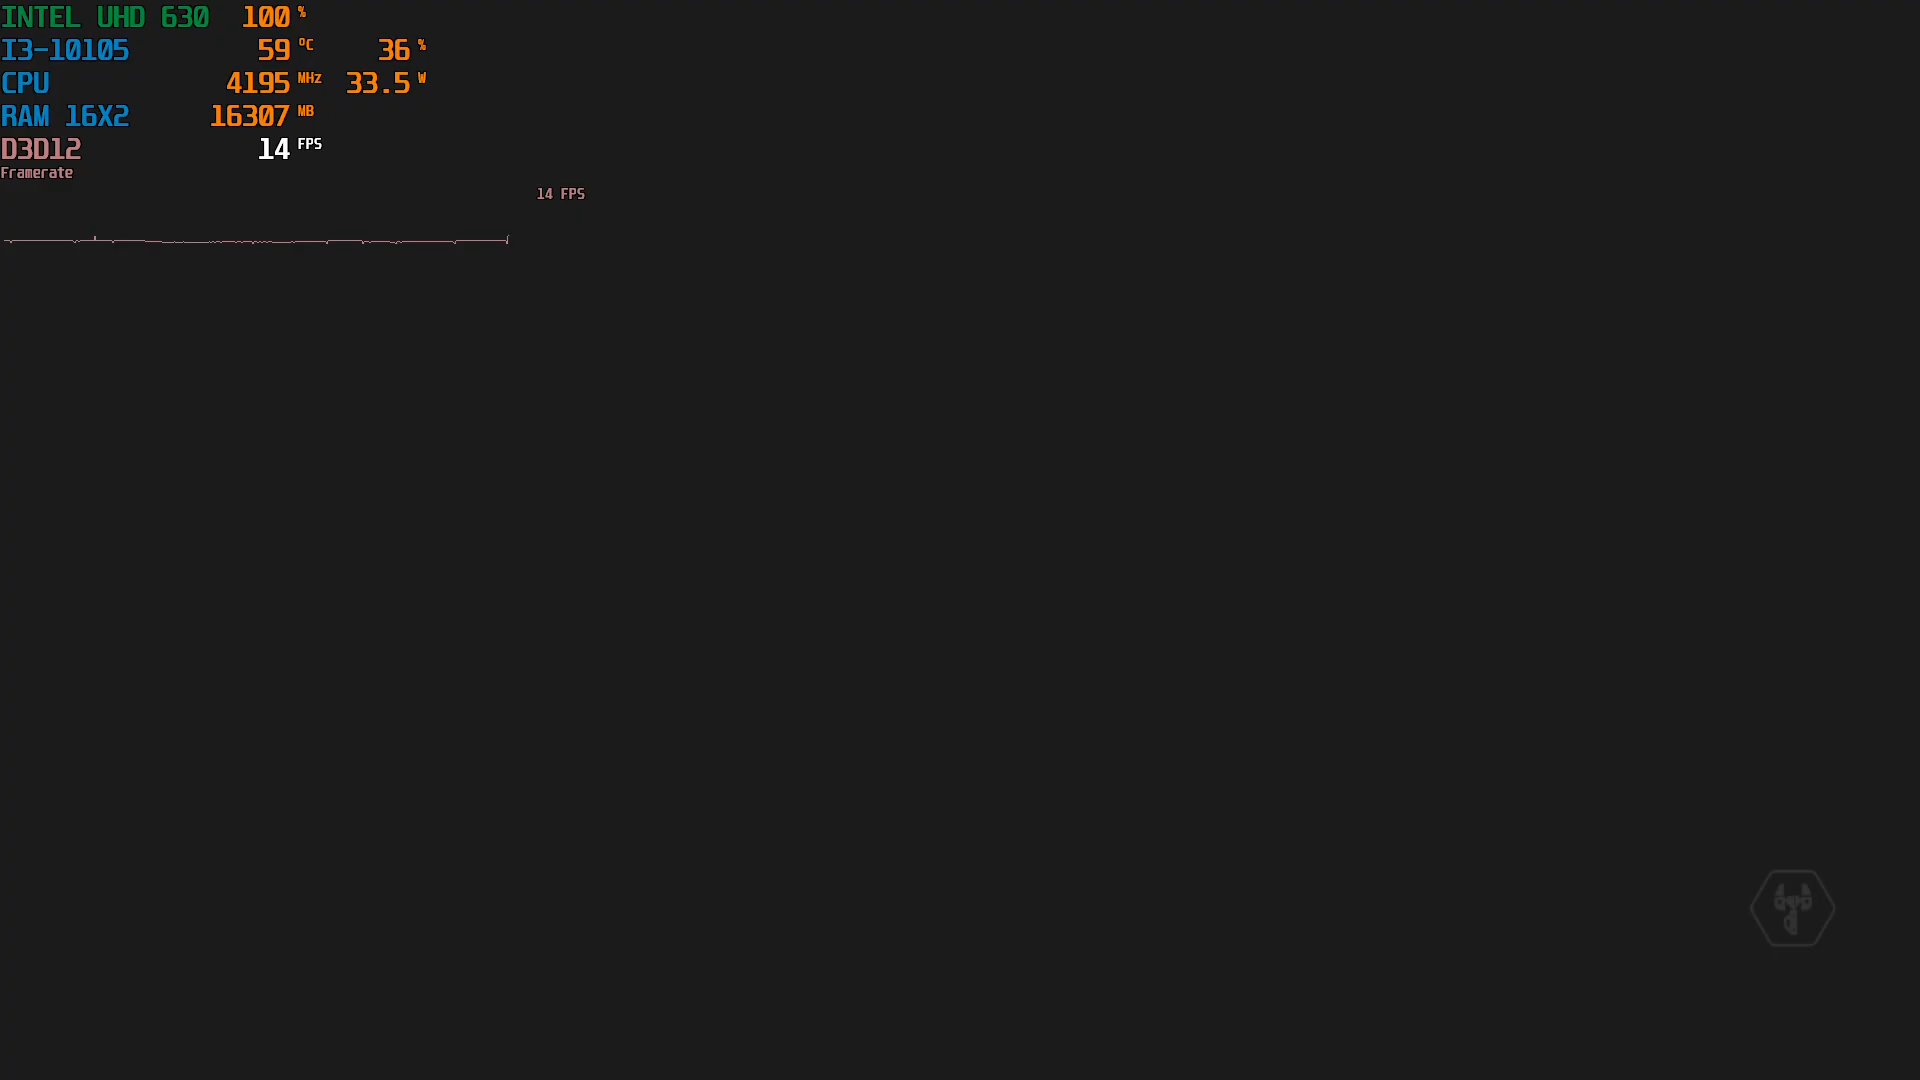 INTEL UHD 630 100 %
I3-10105 59 °C 36 %
CPU 4195 MHz 33.5 W
RAM 16X2 16307 MB
D3D12 14 FPS
Framerate
14 FPS